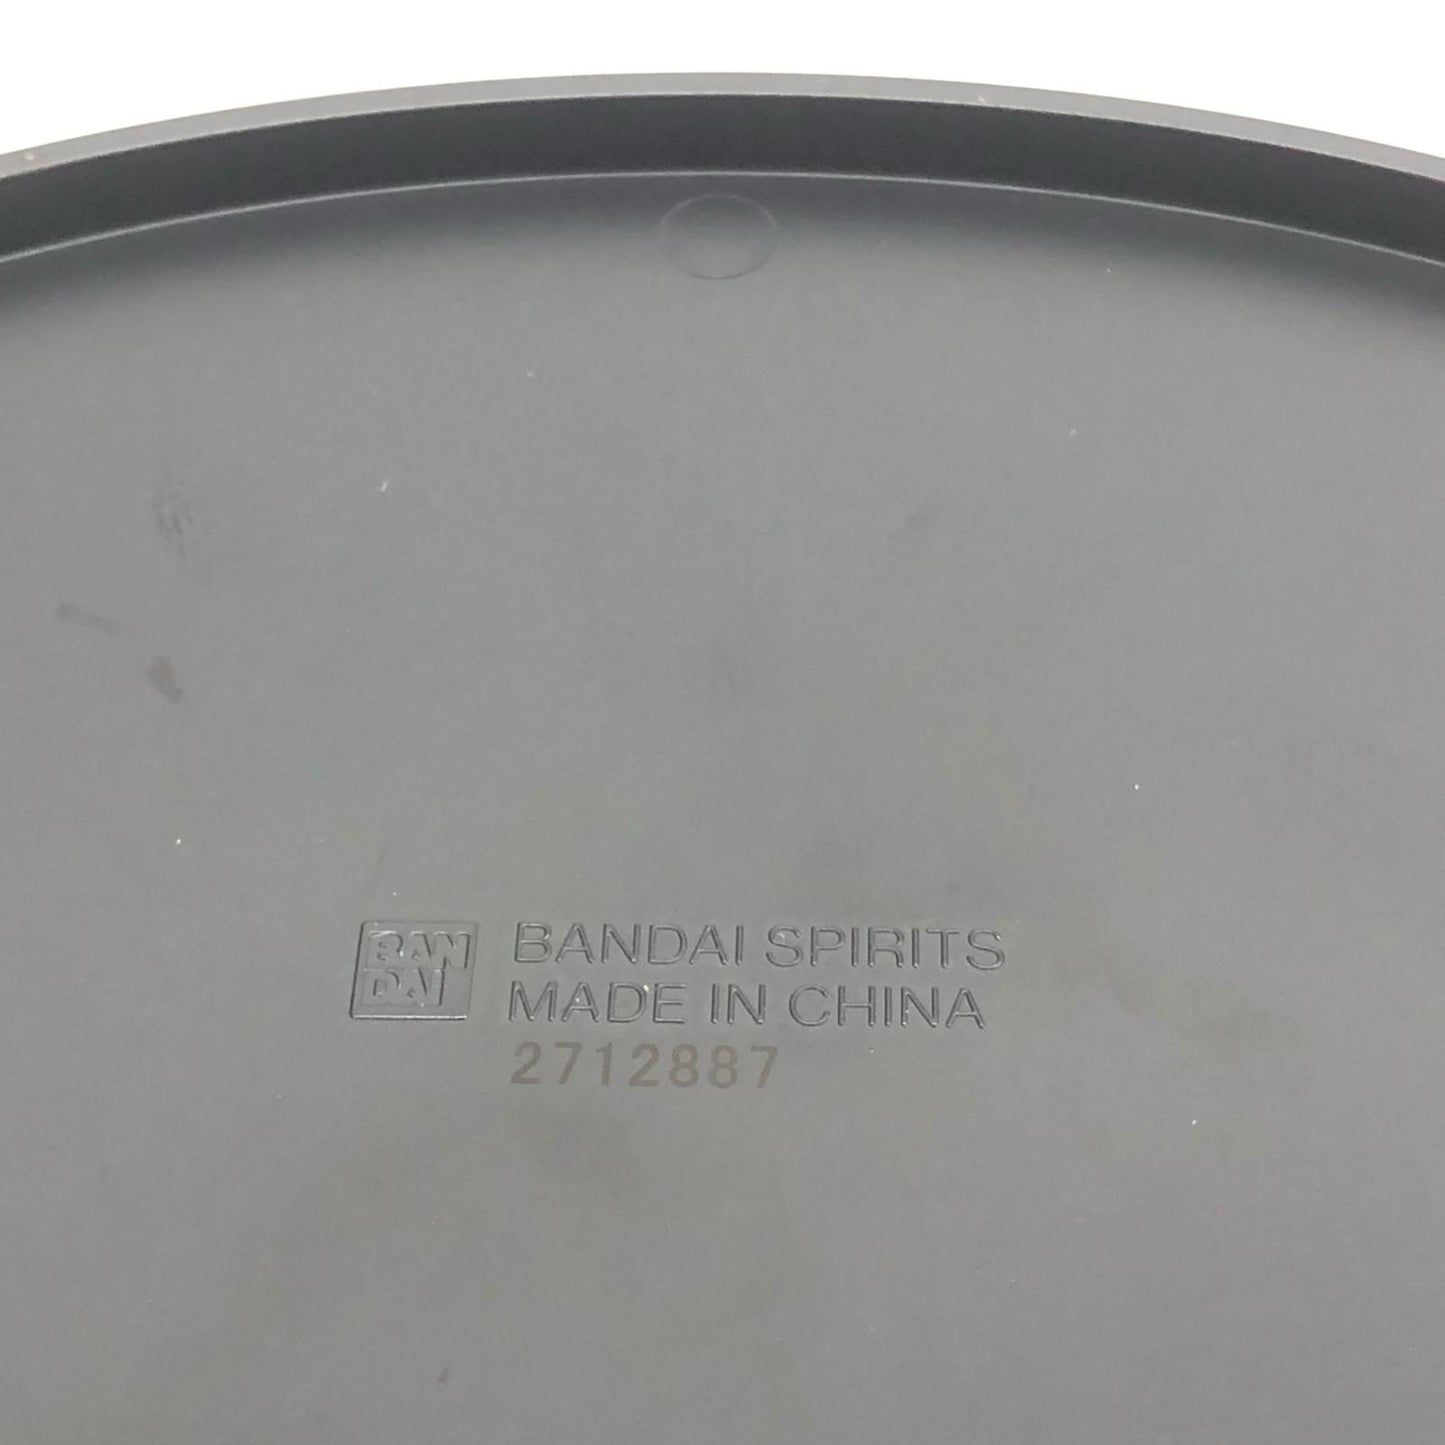 BAN
DAI
BANDAI SPIRITS
MADE IN CHINA
2712887